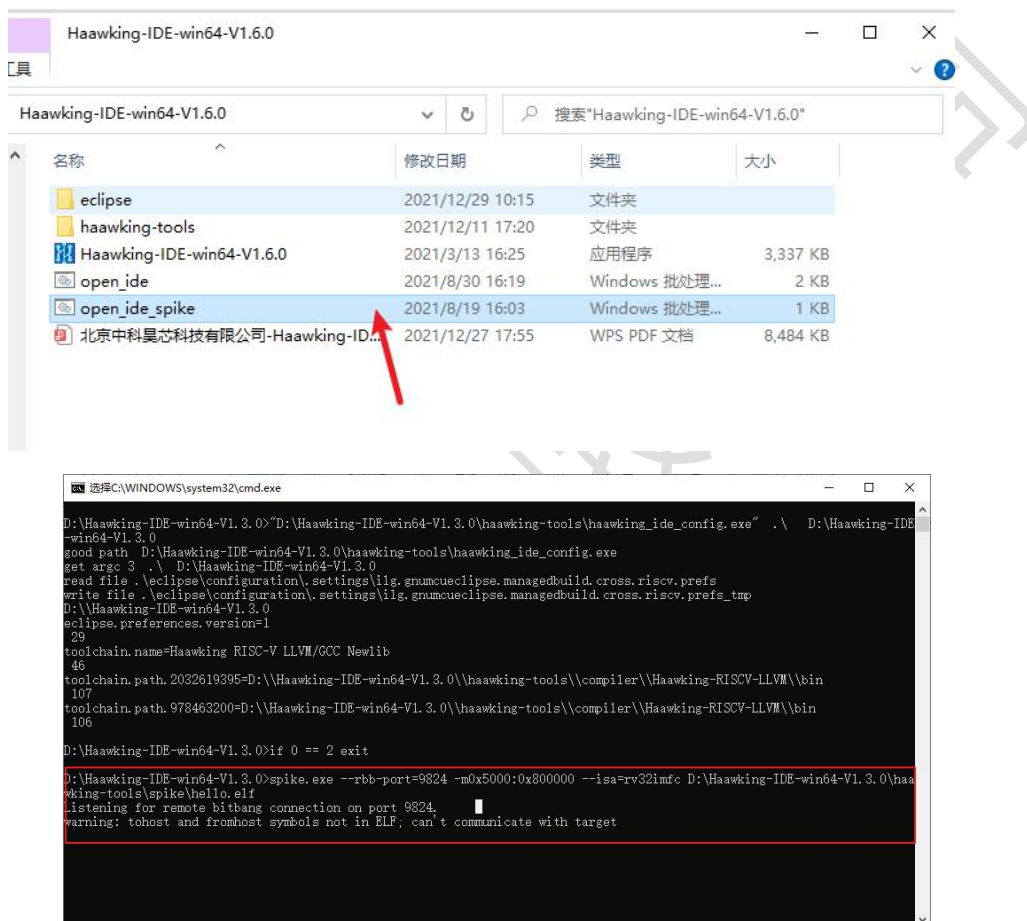 Haawking-IDE-win64-V1.6.0
工具
Haawking-IDE-win64-V1.6.0 搜索"Haawking-IDE-win64-V1.6.0"
名称 修改日期 类型 大小
eclipse 2021/12/29 10:15 文件夹
haawking-tools 2021/12/11 17:20 文件夹
Haawking-IDE-win64-V1.6.0 2021/3/13 16:25 应用程序 3,337 KB
open_ide 2021/8/30 16:19 Windows 批处理... 2 KB
open_ide_spike 2021/8/19 16:03 Windows 批处理... 1 KB
北京中科昊芯科技有限公司-Haawking-ID... 2021/12/27 17:55 WPS PDF 文档 8,484 KB
选择C:\WINDOWS\system32\cmd.exe
D:\Haawking-IDE-win64-V1.3.0>"D:\Haawking-IDE-win64-V1.3.0\haawking-tools\haawking_ide_config.exe" .\ D:\Haawking-IDE
-win64-V1.3.0
good path D:\Haawking-IDE-win64-V1.3.0\haawking-tools\haawking_ide_config.exe
get argc 3 .\ D:\Haawking-IDE-win64-V1.3.0
read file .\eclipse\configuration\.settings\ilg.gnumcueclipse.managedbuild.cross.riscv.prefs
write file .\eclipse\configuration\.settings\ilg.gnumcueclipse.managedbuild.cross.riscv.prefs_tmp
D:\\Haawking-IDE-win64-V1.3.0
eclipse.preferences.version=1
29
toolchain.name=Haawking RISC-V LLVM/GCC Newlib
46
toolchain.path.2032619395=D:\\Haawking-IDE-win64-V1.3.0\\haawking-tools\\compiler\\Haawking-RISCV-LLVM\\bin
107
toolchain.path.978463200=D:\\Haawking-IDE-win64-V1.3.0\\haawking-tools\\compiler\\Haawking-RISCV-LLVM\\bin
106
D:\Haawking-IDE-win64-V1.3.0>if 0 == 2 exit
D:\Haawking-IDE-win64-V1.3.0>spike.exe --rbb-port=9824 -m0x5000:0x800000 --isa=rv32imfc D:\Haawking-IDE-win64-V1.3.0\haa
wking-tools\spike\hello.elf
Listening for remote bitbang connection on port 9824.
warning: tohost and fromhost symbols not in ELF; can't communicate with target